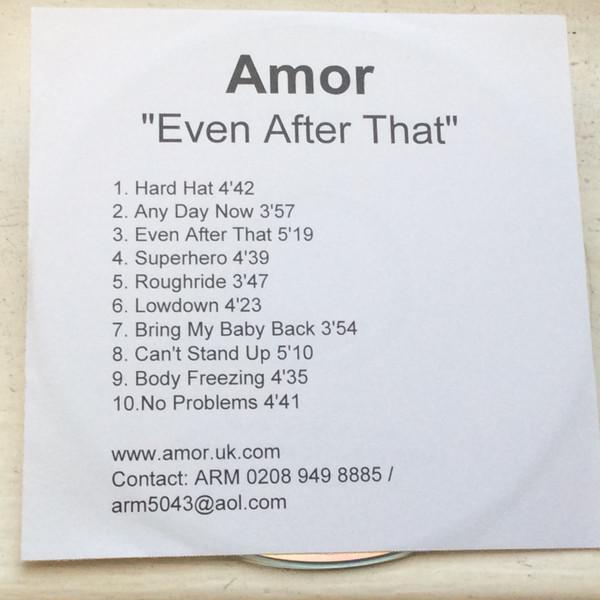 Amor
"Even After That"
1. Hard Hat 4'42
2. Any Day Now 3'57
3. Even After That 5'19
4. Superhero 4'39
5. Roughride 3'47
6. Lowdown 4'23
7. Bring My Baby Back 3'54
8. Can't Stand Up 5'10
9. Body Freezing 4'35
10.No Problems 4'41
www.amor.uk.com
Contact: ARM 0208 949 8885 /
arm5043@aol.com